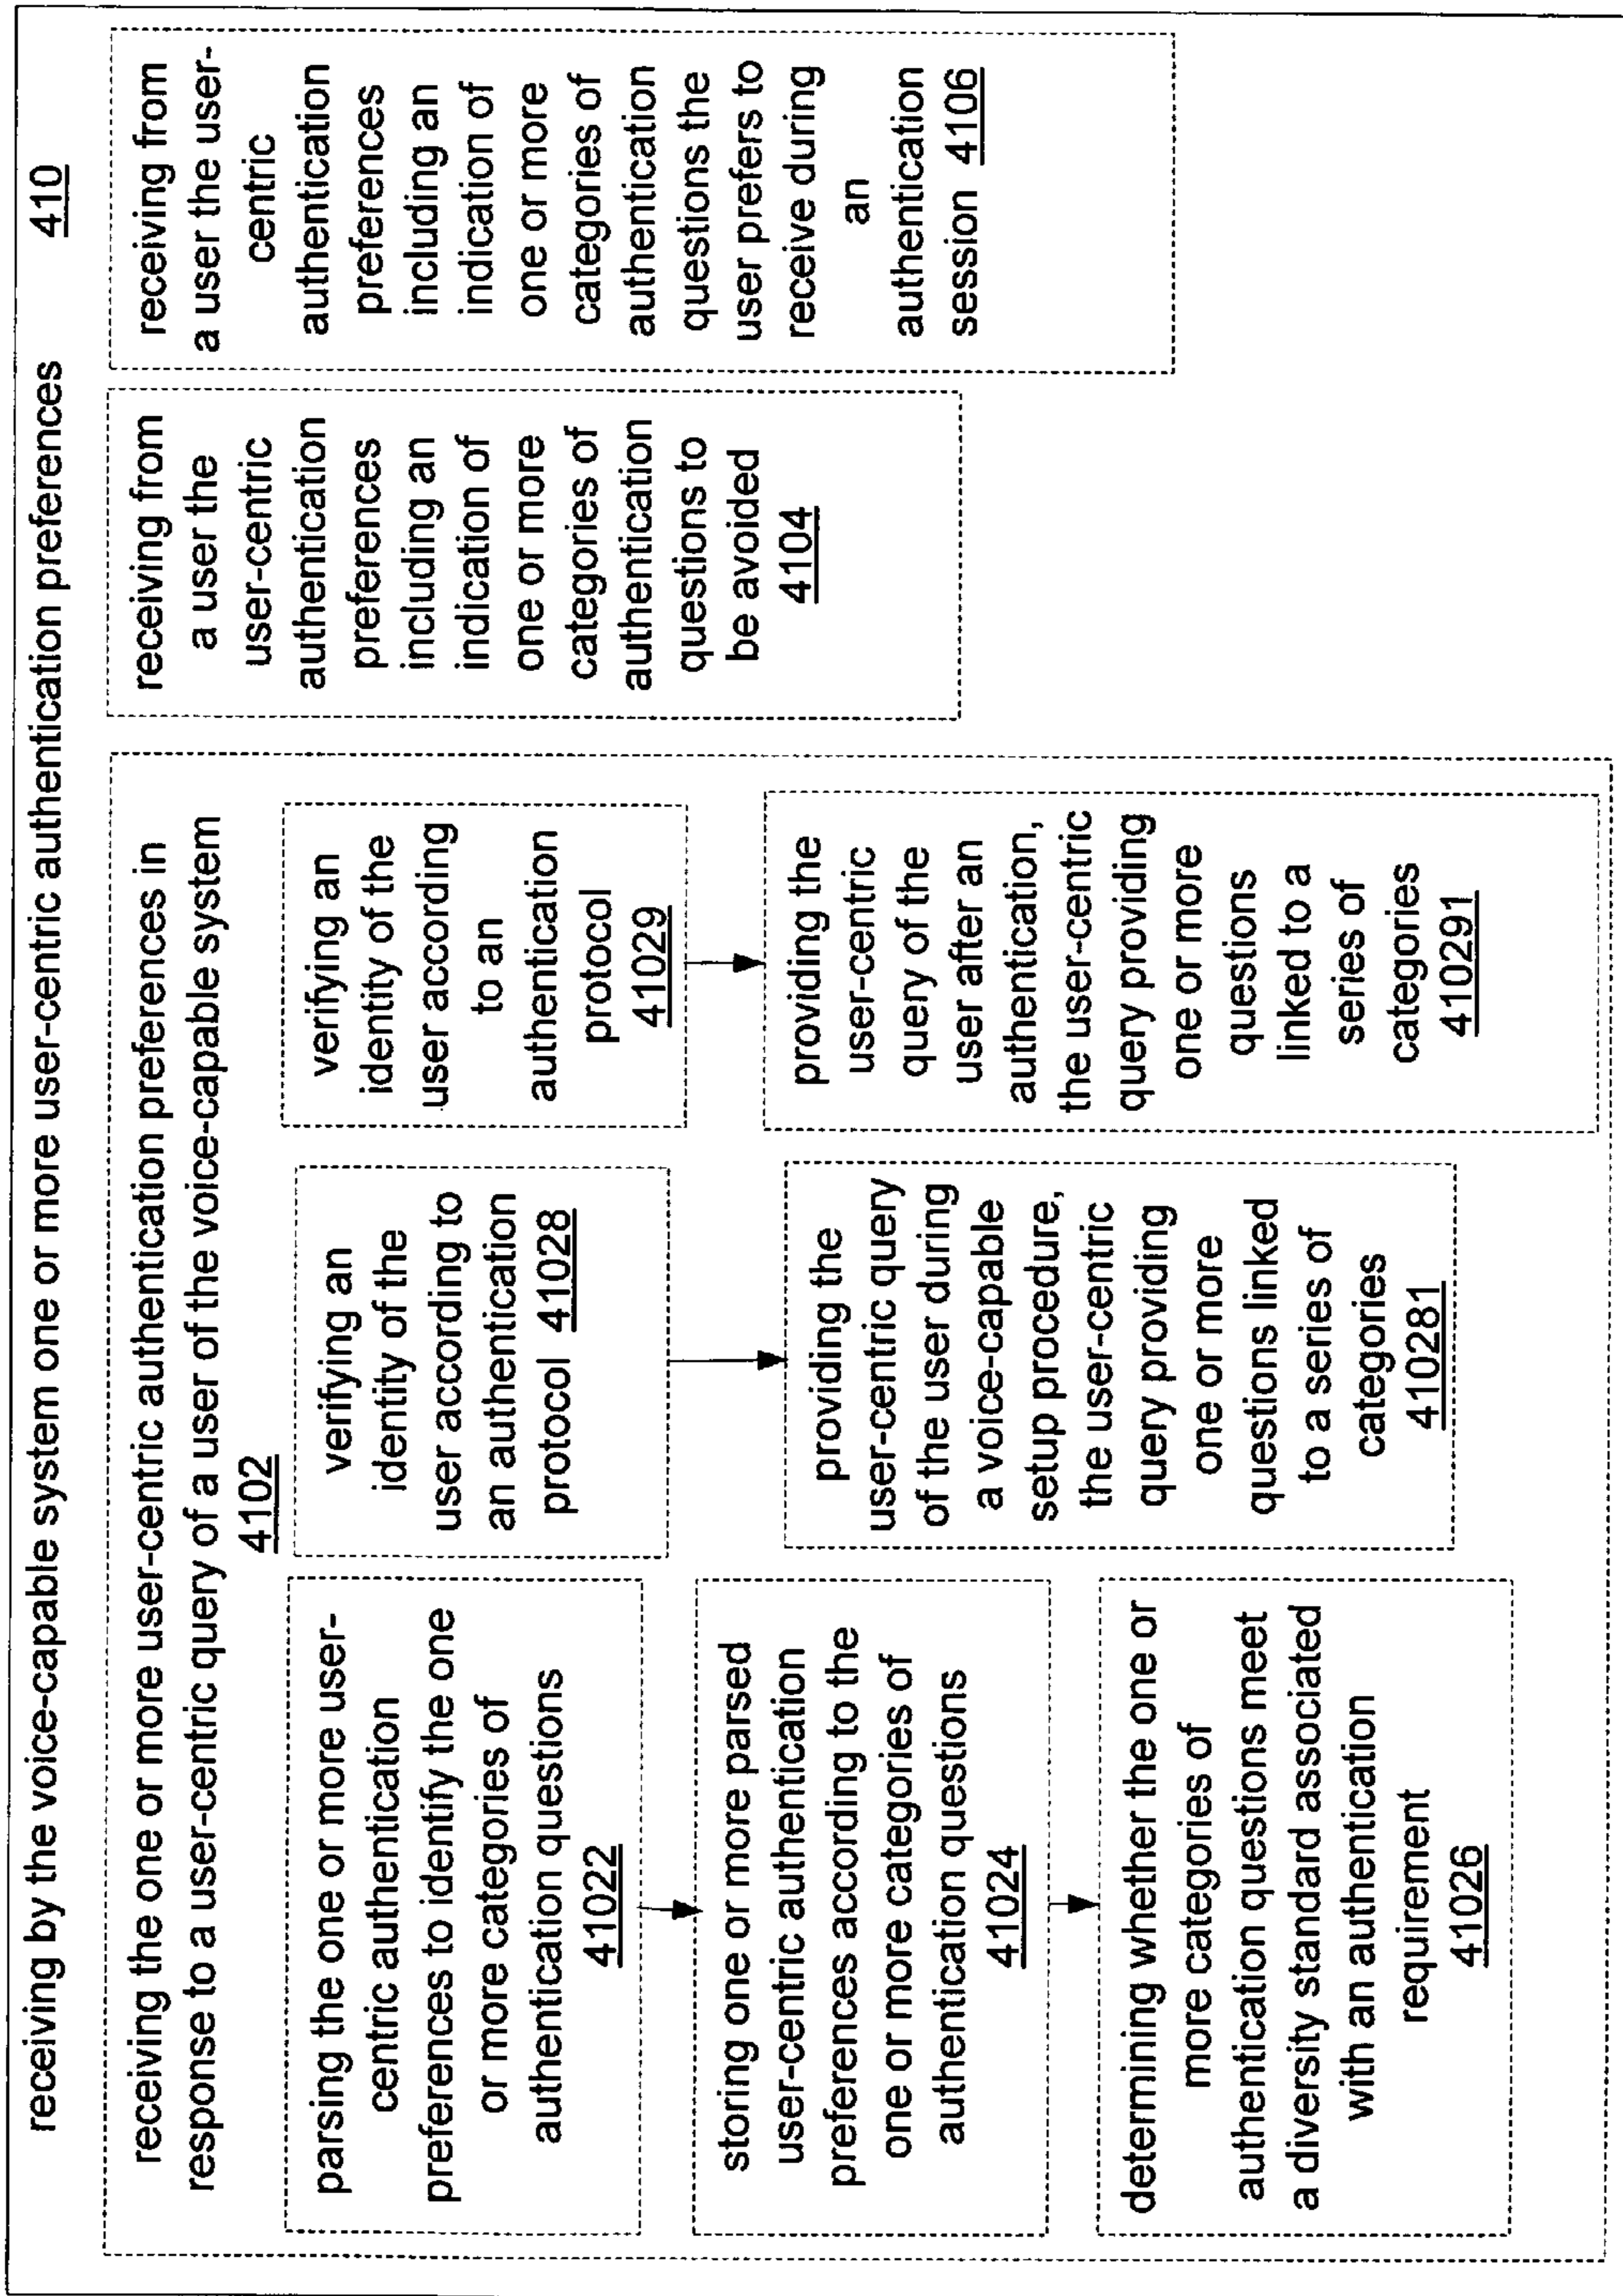 receiving by the voice-capable system one or more user-centric authentication preferences 410
receiving the one or more user-centric authentication preferences in
response to a user-centric query of a user of the voice-capable system
4102
parsing the one or more user-
centric authentication
preferences to identify the one
or more categories of
authentication questions
41022
storing one or more parsed
user-centric authentication
preferences according to the
one or more categories of
authentication questions
41024
determining whether the one or
more categories of
authentication questions meet
a diversity standard associated
with an authentication
requirement
41026
verifying an
identity of the
user according to
an authentication
protocol 41028
providing the
user-centric query
of the user during
a voice-capable
setup procedure,
the user-centric
query providing
one or more
questions linked
to a series of
categories
410281
verifying an
identity of the
user according
to an
authentication
protocol
41029
providing the
user-centric
query of the
user after an
authentication,
the user-centric
query providing
one or more
questions
linked to a
series of
categories
410291
receiving from
a user the
user-centric
authentication
preferences
including an
indication of
one or more
categories of
authentication
questions to
be avoided
4104
receiving from
a user the user-
centric
authentication
preferences
including an
indication of
one or more
categories of
authentication
questions the
user prefers to
receive during
an
authentication
session 4106